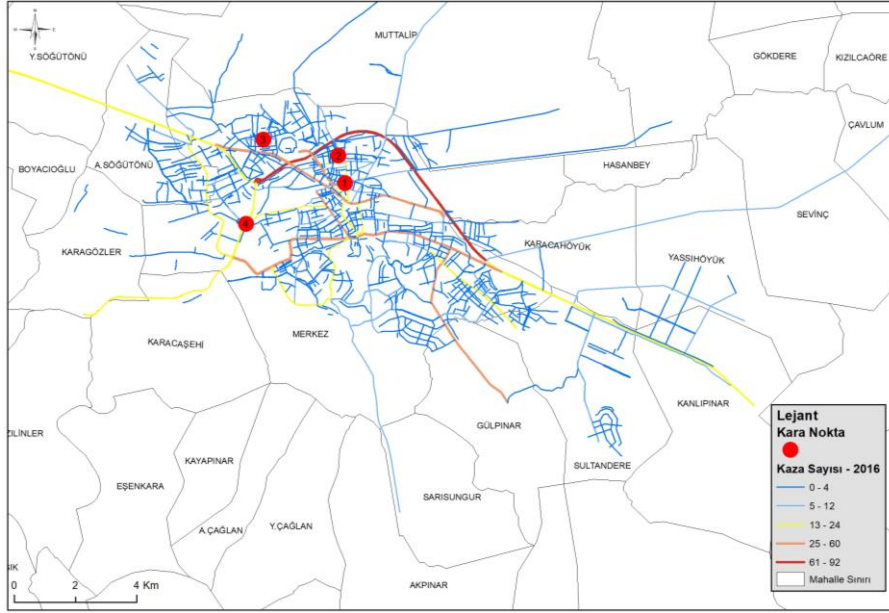 MUTTALİP
Y.SÖĞÜTÖNÜ
GÖKDERE
KIZILCAÖRE
ÇAVLUM
BOYACIOĞLU
A.SÖĞÜTÖNÜ
HASANBEY
SEVİNÇ
KARAGÖZLER
KARACAHÖYÜK
YASSIHÖYÜK
3
2
1
4
MERKEZ
KARACAŞEHİ
KANLIPINAR
GÜLPINAR
ZİLİNLER
KAYAPINAR
SULTANDERE
EŞENKARA
SARISUNGUR
A.ÇAĞLAN
Y.ÇAĞLAN
AKPINAR
0 2 4 Km
Lejant
Kara Nokta
Kaza Sayısı - 2016
0 - 4
5 - 12
13 - 24
25 - 60
61 - 92
Mahalle Sınırı